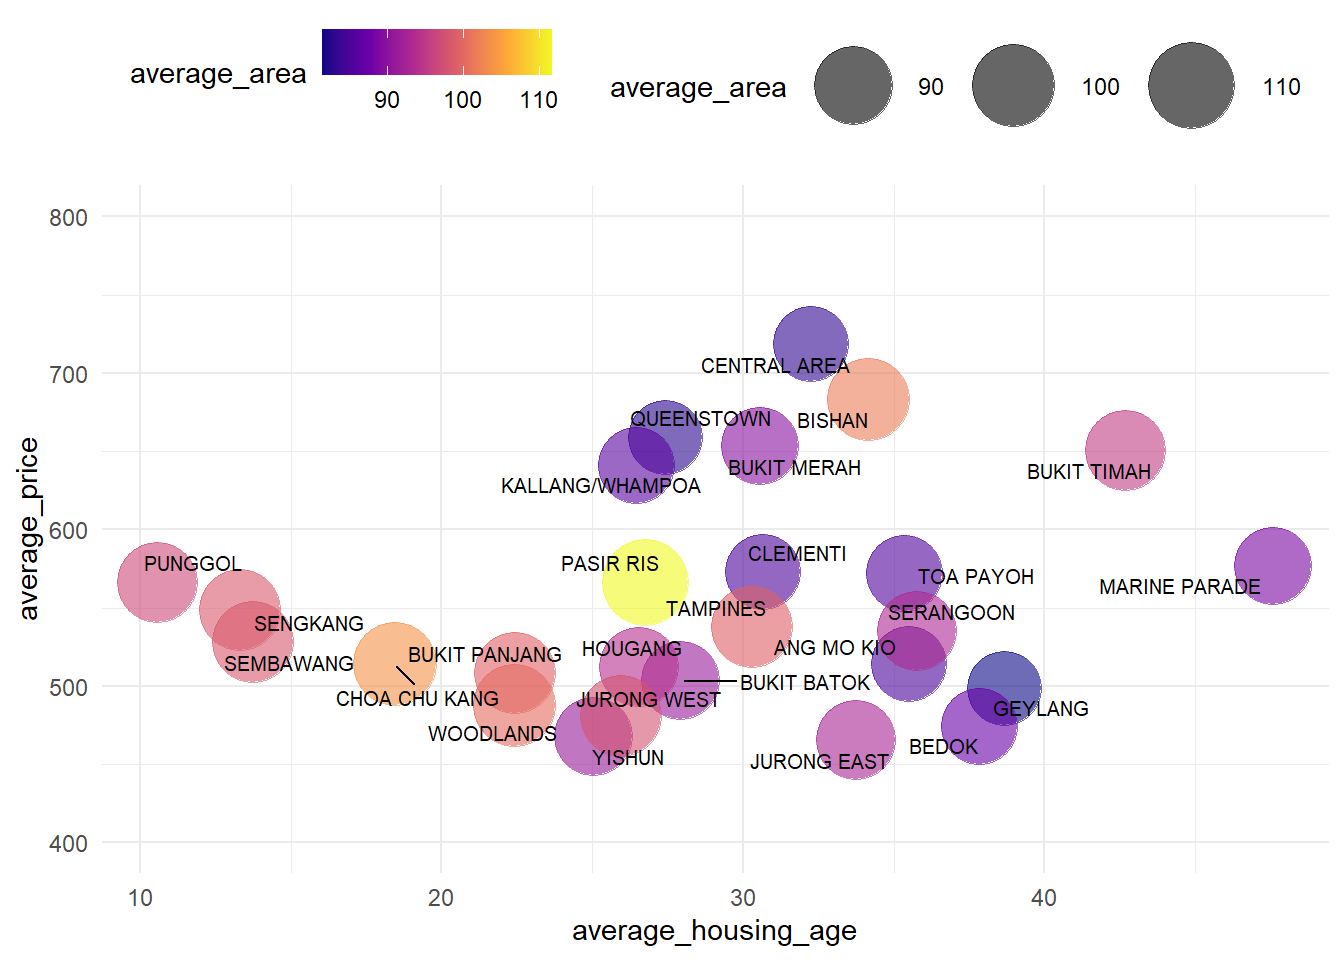 average_area
90
100
110
average_area
90
100
110
average_price
800
700
600
500
400
CENTRAL AREA
QUEENSTOWN
BISHAN
BUKIT MERAH
BUKIT TIMAH
KALLANG/WHAMPOA
PUNGGOL
PASIR RIS
CLEMENTI
TOA PAYOH
MARINE PARADE
TAMPINES
SERANGOON
SENGKANG
SEMBAWANG
BUKIT PANJANG
HOUGANG
ANG MO KIO
BUKIT BATOK
CHOA CHU KANG
JURONG WEST
GEYLANG
WOODLANDS
BEDOK
YISHUN
JURONG EAST
10
20
30
40
average_housing_age